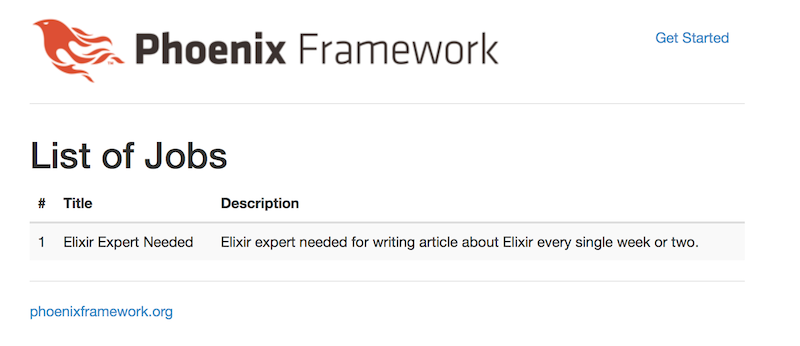 Phoenix Framework
Get Started
List of Jobs
# Title Description
1 Elixir Expert Needed Elixir expert needed for writing article about Elixir every single week or two.
phoenixframework.org